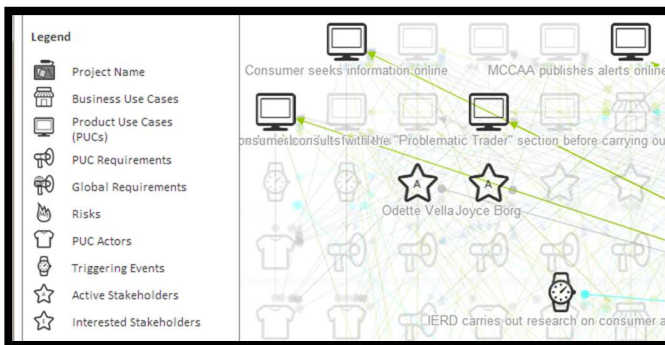 Legend
Project Name
Business Use Cases
Product Use Cases
(PUCs)
PUC Requirements
Global Requirements
Risks
PUC Actors
Triggering Events
Active Stakeholders
Interested Stakeholders
Consumer seeks information online
MCCAA publishes alerts online
the "Problematic Trader" section before carrying ou
A
A
Odette Vella
Joyce Borg
IERD carries out research on consumer a